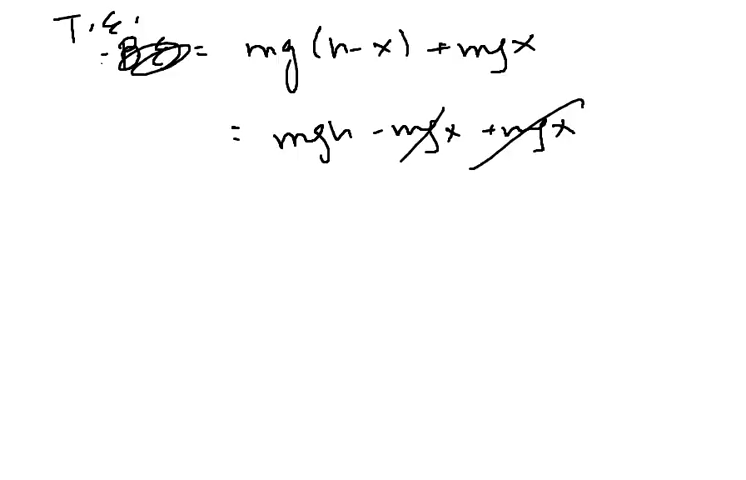 T.E. = mg(h-x) + mgx
= mgh - mgx + mgx